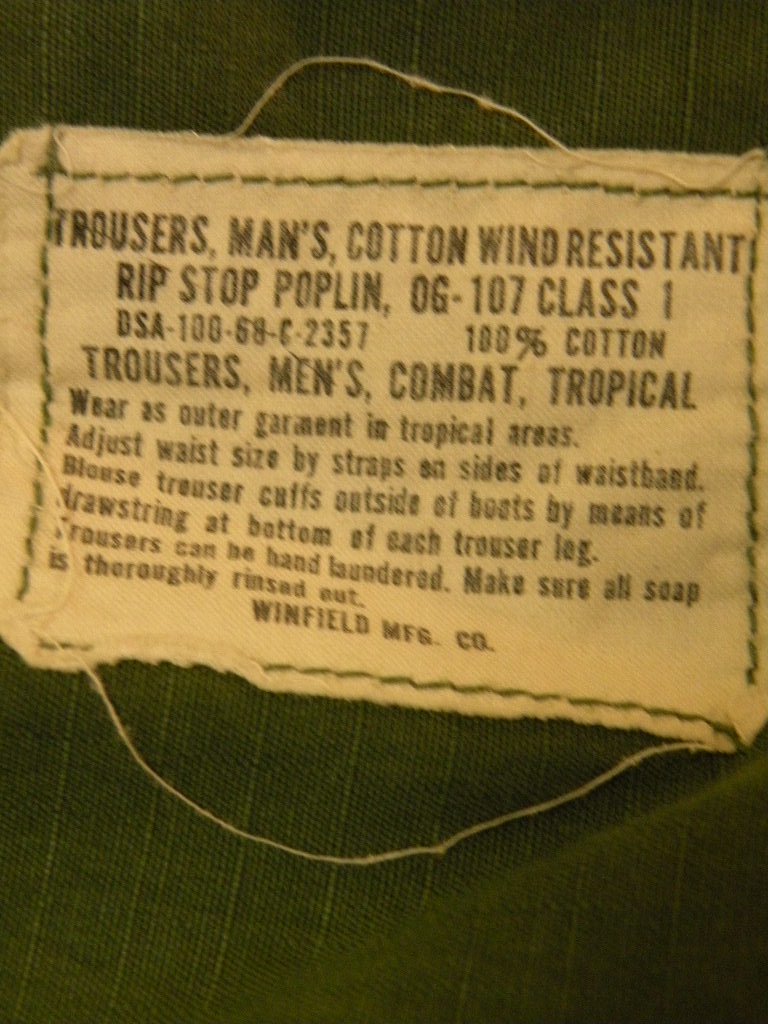 TROUSERS, MAN'S, COTTON WIND RESISTANT
RIP STOP POPLIN, OG-107 CLASS 1
DSA-100-68-C-2357 100% COTTON
TROUSERS, MEN'S, COMBAT, TROPICAL
Wear as outer garment in tropical areas.
Adjust waist size by straps on sides of waistband.
Blouse trouser cuffs outside of boots by means of
drawstring at bottom of each trouser leg.
Trousers can be hand laundered. Make sure all soap
is thoroughly rinsed out.
WINFIELD MFG. CO.